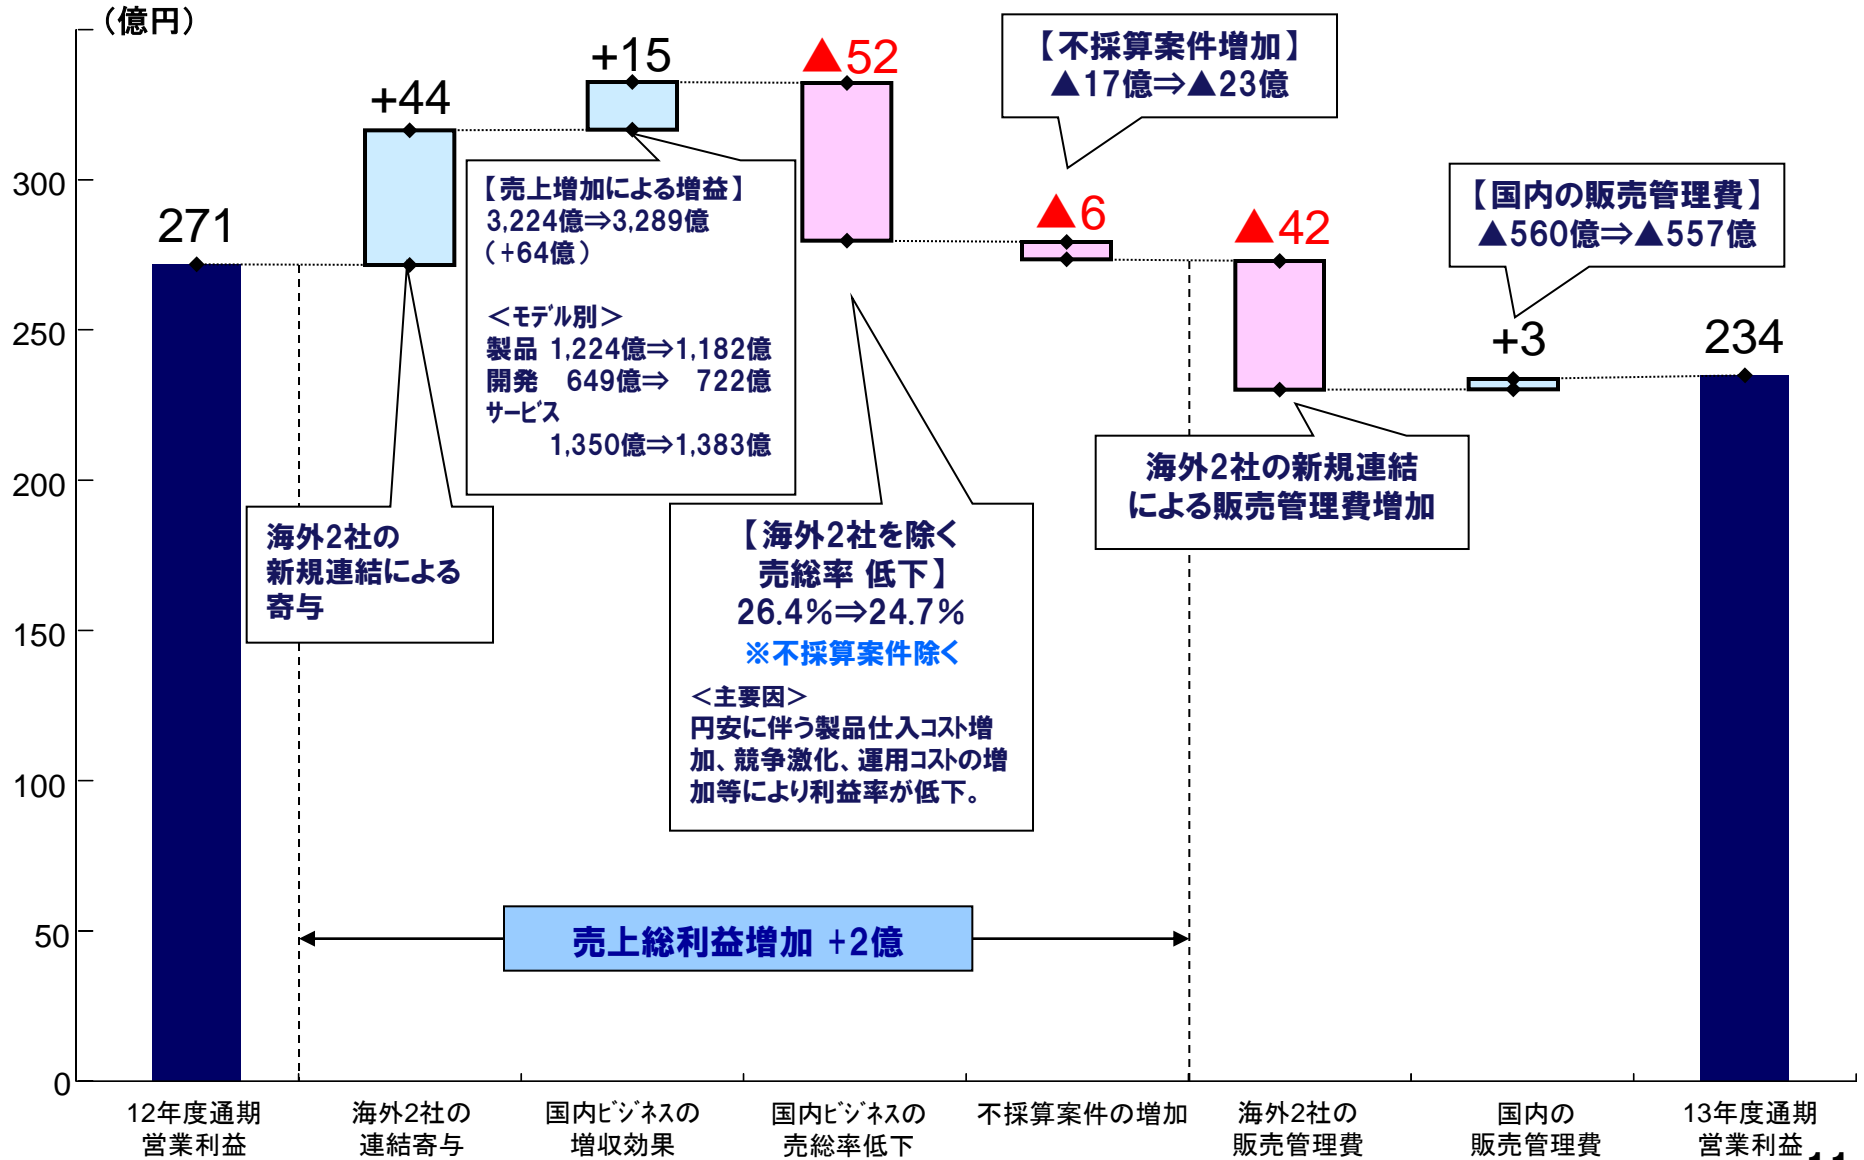 （億円）
300
250
200
150
100
50
0
271
+44
+15
▲52
▲6
▲42
+3
234
【不採算案件増加】
▲17億⇒▲23億
【国内の販売管理費】
▲560億⇒▲557億
【売上増加による増益】
3,224億⇒3,289億
（+64億）
＜モデル別＞
製品 1,224億⇒1,182億
開発 649億⇒ 722億
サービス
1,350億⇒1,383億
海外2社の
新規連結による
寄与
【海外2社を除く
売総率 低下】
26.4%⇒24.7%
※不採算案件除く
＜主要因＞
円安に伴う製品仕入コスト増
加、競争激化、運用コストの増
加等により利益率が低下。
海外2社の新規連結
による販売管理費増加
売上総利益増加 +2億
12年度通期
営業利益
海外2社の
連結寄与
国内ビジネスの
増収効果
国内ビジネスの
売総率低下
不採算案件の増加
海外2社の
販売管理費
国内の
販売管理費
13年度通期
営業利益